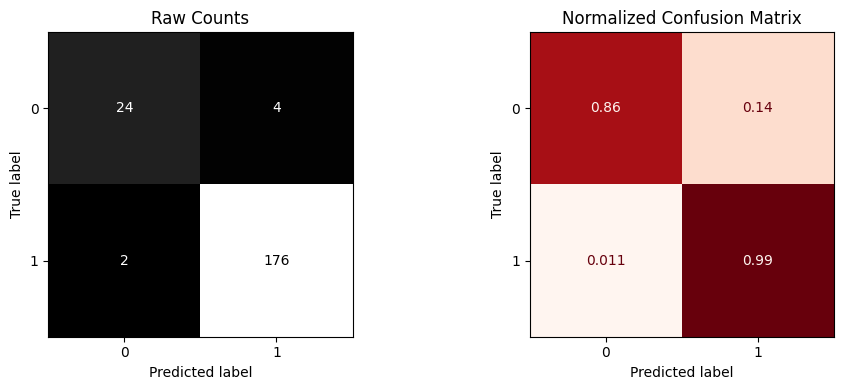 Raw Counts
True label
0
1
24
4
2
176
0
1
Predicted label
Normalized Confusion Matrix
True label
0
1
0.86
0.14
0.011
0.99
0
1
Predicted label